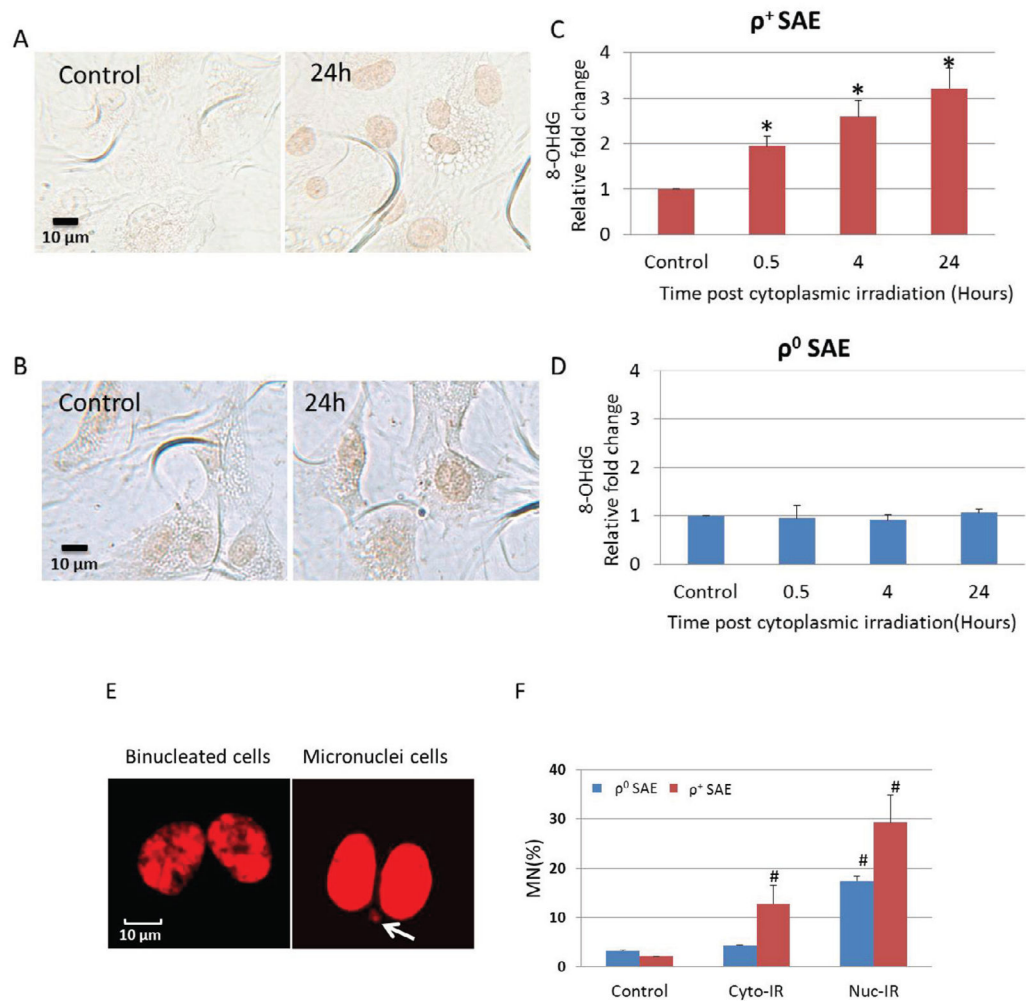 A
Control
24h
10 µm
B
Control
24h
10 µm
C
ρ⁺ SAE
8-OHdG
Relative fold change
4
3
2
1
0
*
*
*
Control 0.5 4 24
Time post cytoplasmic irradiation (Hours)
D
ρ⁰ SAE
8-OHdG
Relative fold change
4
3
2
1
0
Control 0.5 4 24
Time post cytoplasmic irradiation(Hours)
E
Binucleated cells Micronuclei cells
10 µm
F
MN(%)
40
30
20
10
0
ρ⁰ SAE ρ⁺ SAE
#
#
#
Control Cyto-IR Nuc-IR